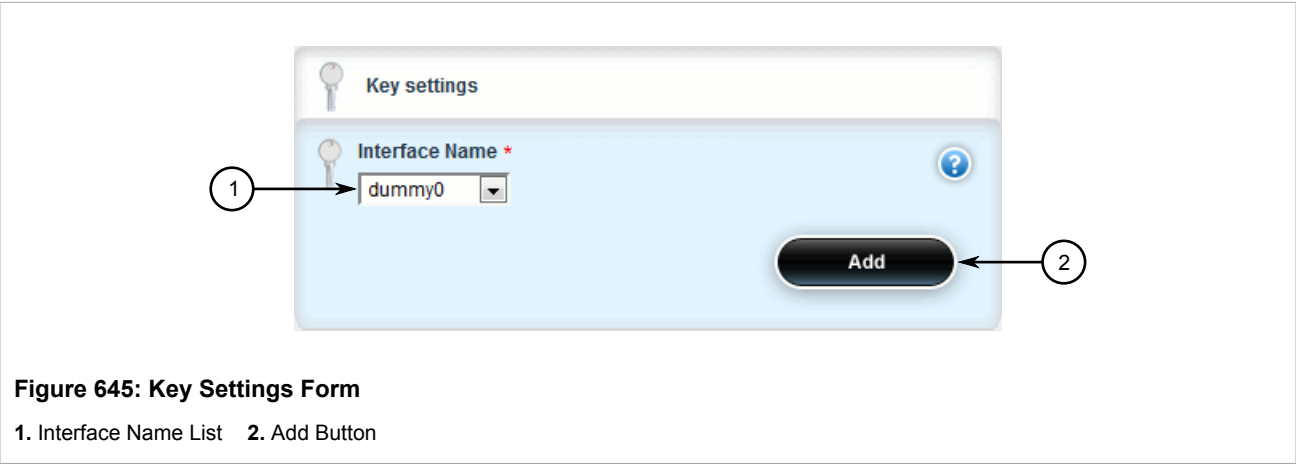 Key settings
Interface Name *
1
dummy0
?
Add
2
Figure 645: Key Settings Form
1. Interface Name List 2. Add Button